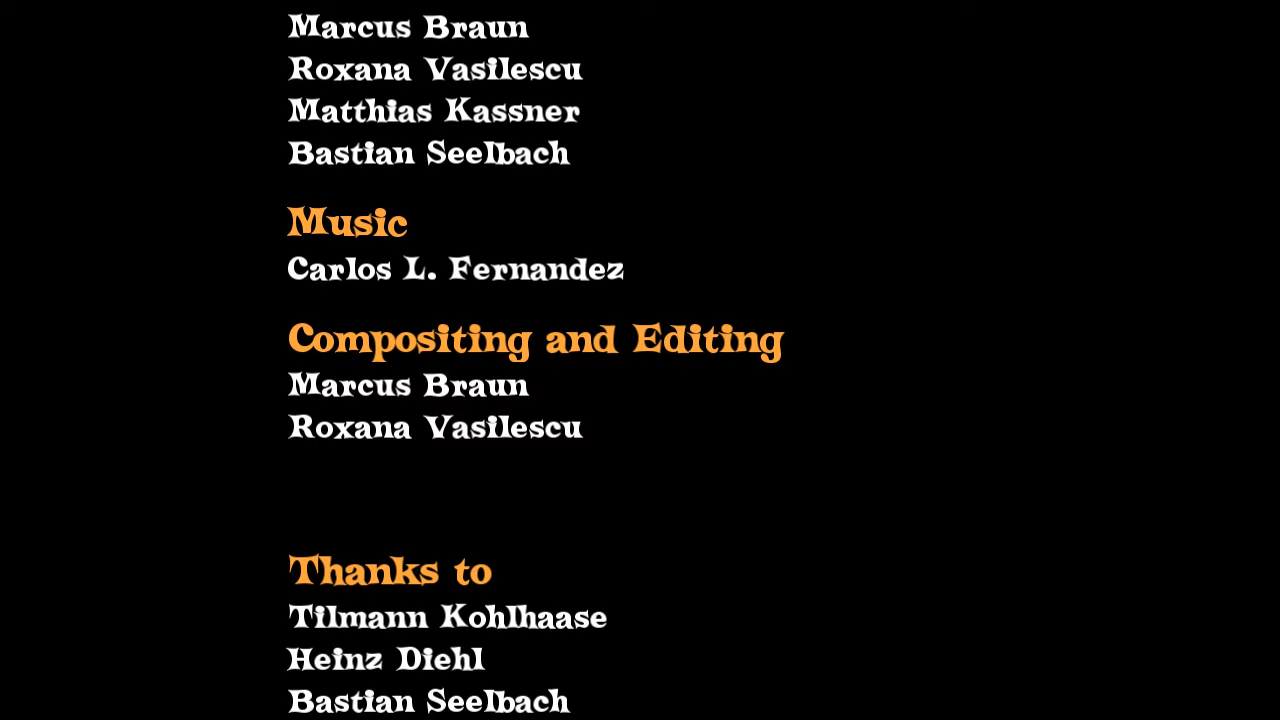 Marcus Braun
Roxana Vasilescu
Matthias Kassner
Bastian Seelbach
Music
Carlos L. Fernandez
Compositing and Editing
Marcus Braun
Roxana Vasilescu
Thanks to
Tilmann Kohlhaase
Heinz Diehl
Bastian Seelbach